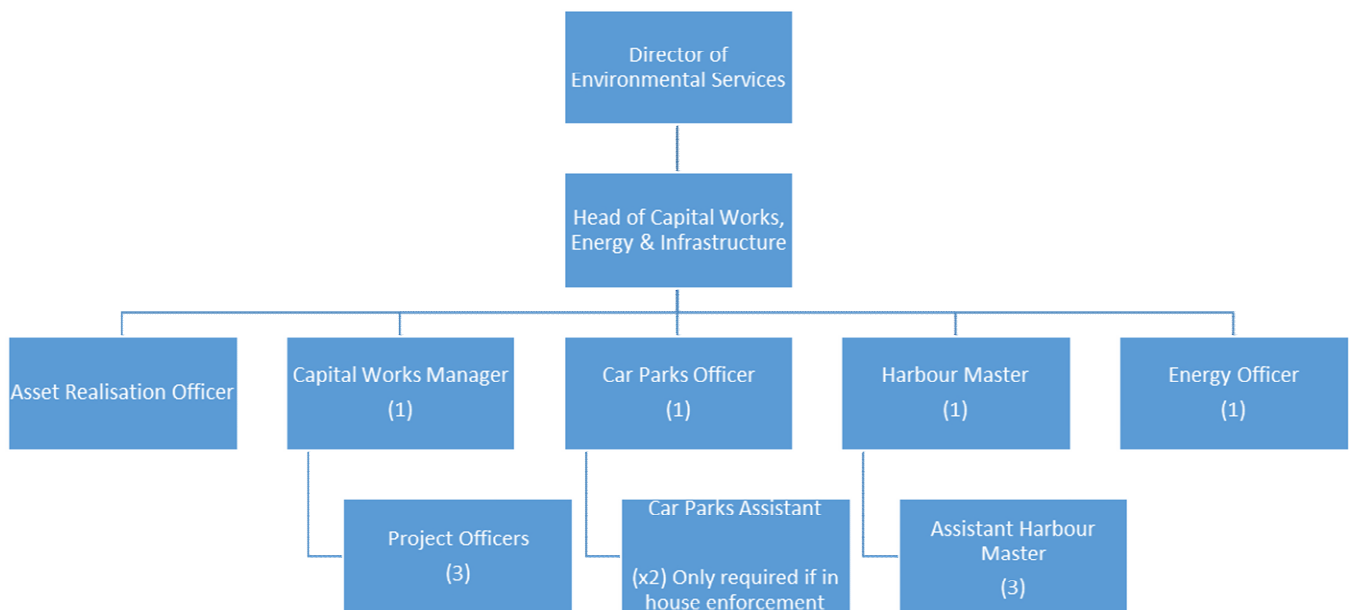 Director of
Environmental Services
Head of Capital Works,
Energy & Infrastructure
Asset Realisation Officer
Capital Works Manager
(1)
Car Parks Officer
(1)
Harbour Master
(1)
Energy Officer
(1)
Project Officers
(3)
Car Parks Assistant
(x2) Only required if in
house enforcement
Assistant Harbour
Master
(3)